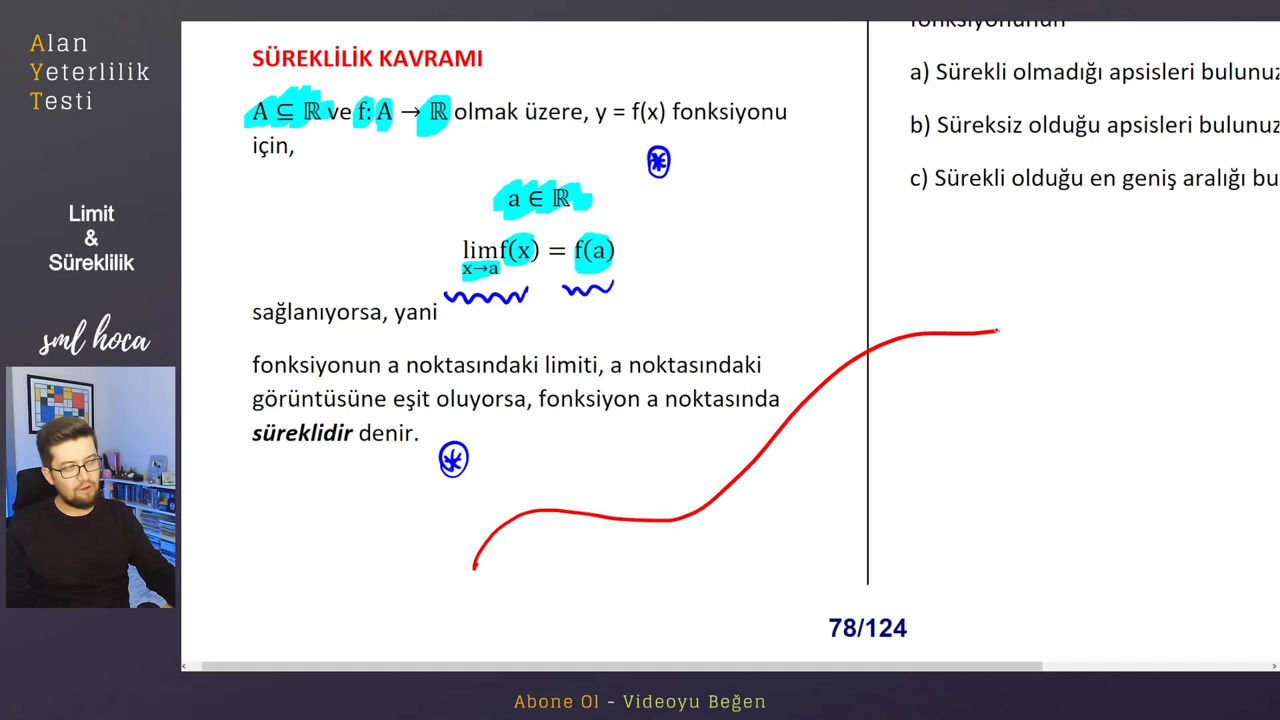 Alan
Yeterlilik
Testi
Limit
&
Süreklilik
sml hoca
SÜREKLİLİK KAVRAMI
A ⊆ ℝ ve f: A → ℝ olmak üzere, y = f(x) fonksiyonu
için,
a ∈ ℝ
lim f(x) = f(a)
x→a
sağlanıyorsa, yani
fonksiyonun a noktasındaki limiti, a noktasındaki
görüntüsüne eşit oluyorsa, fonksiyon a noktasında
süreklidir denir.
fonksiyonunun
a) Sürekli olmadığı apsisleri bulunuz
b) Süreksiz olduğu apsisleri bulunuz
c) Sürekli olduğu en geniş aralığı bu
78/124
Abone Ol - Videoyu Beğen